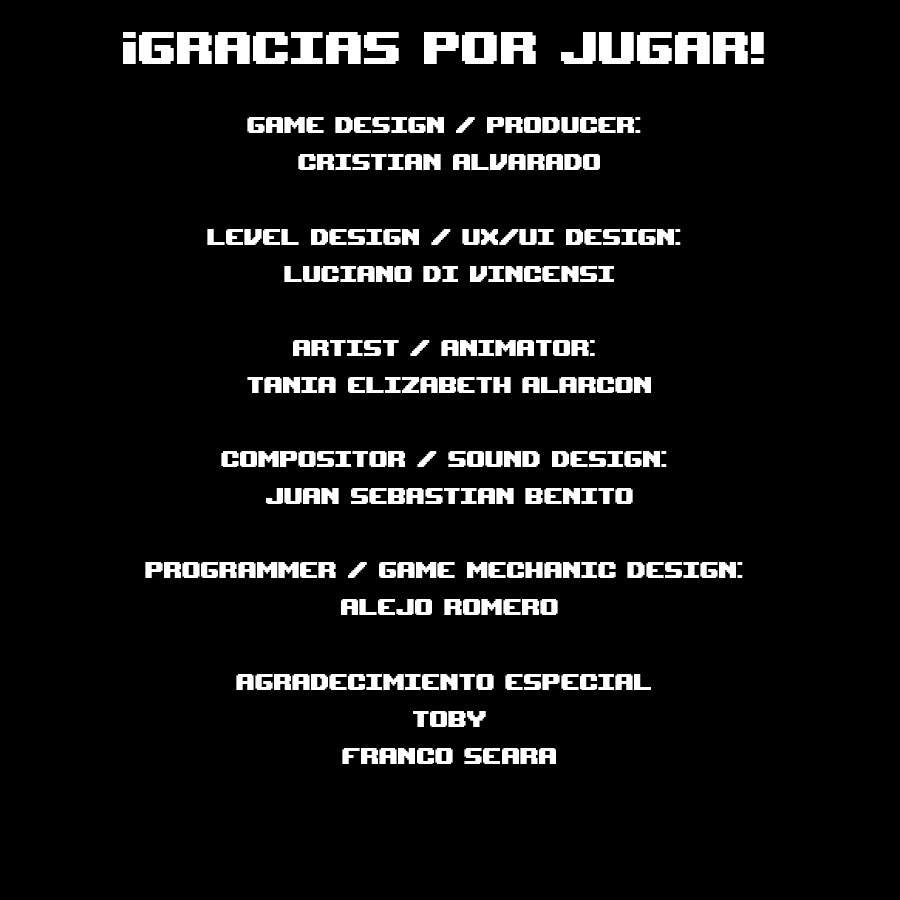 ¡GRACIAS POR JUGAR!
GAME DESIGN / PRODUCER:
CRISTIAN ALVARADO
LEVEL DESIGN / UX/UI DESIGN:
LUCIANO DI VINCENSI
ARTIST / ANIMATOR:
TANIA ELIZABETH ALARCON
COMPOSITOR / SOUND DESIGN:
JUAN SEBASTIAN BENITO
PROGRAMMER / GAME MECHANIC DESIGN:
ALEJO ROMERO
AGRADECIMIENTO ESPECIAL
TOBY
FRANCO SEARA